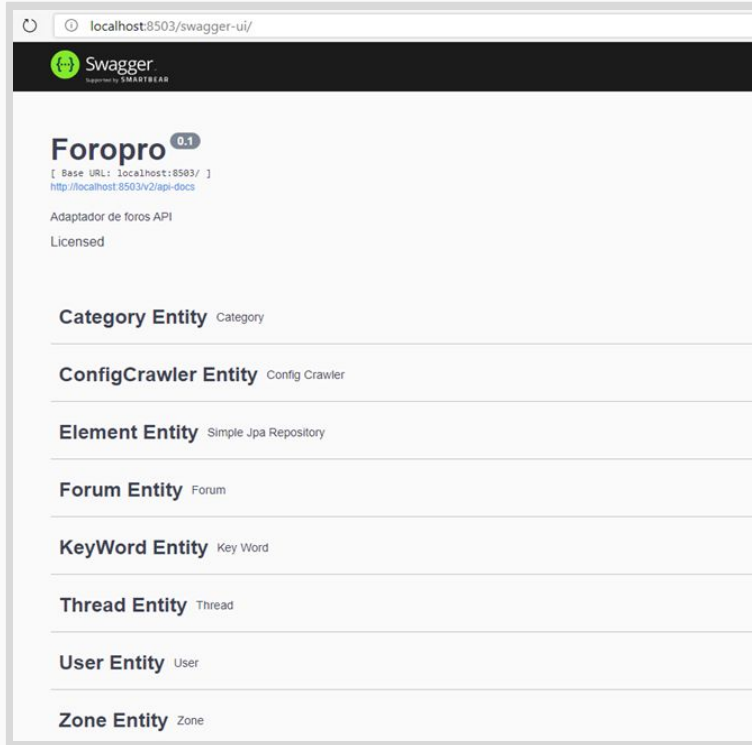 localhost:8503/swagger-ui/
Swagger.
Supported by SMARTBEAR
Foropro 0.1
[ Base URL: localhost:8503/ ]
http://localhost:8503/v2/api-docs
Adaptador de foros API
Licensed
Category Entity Category
ConfigCrawler Entity Config Crawler
Element Entity Simple Jpa Repository
Forum Entity Forum
KeyWord Entity Key Word
Thread Entity Thread
User Entity User
Zone Entity Zone